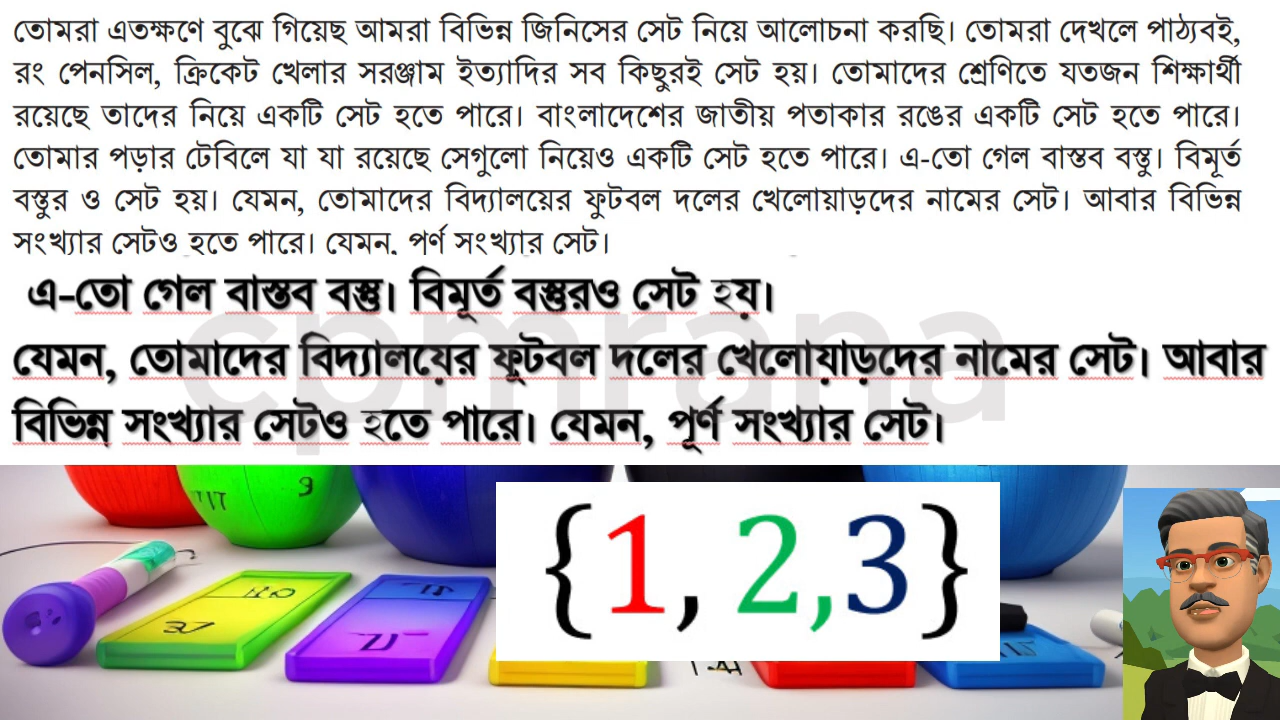 তোমরা এতক্ষণে বুঝে গিয়েছ আমরা বিভিন্ন জিনিসের সেট নিয়ে আলোচনা করছি। তোমরা দেখলে পাঠ্যবই,
রং পেনসিল, ক্রিকেট খেলার সরঞ্জাম ইত্যাদির সব কিছুরই সেট হয়। তোমাদের শ্রেণিতে যতজন শিক্ষার্থী
রয়েছে তাদের নিয়ে একটি সেট হতে পারে। বাংলাদেশের জাতীয় পতাকার রঙের একটি সেট হতে পারে।
তোমার পড়ার টেবিলে যা যা রয়েছে সেগুলো নিয়েও একটি সেট হতে পারে। এ-তো গেল বাস্তব বস্তু। বিমূর্ত
বস্তুর ও সেট হয়। যেমন, তোমাদের বিদ্যালয়ের ফুটবল দলের খেলোয়াড়দের নামের সেট। আবার বিভিন্ন
সংখ্যার সেটও হতে পারে। যেমন, পর্ণ সংখ্যার সেট।
এ-তো গেল বাস্তব বস্তু। বিমূর্ত বস্তুরও সেট হয়।
যেমন, তোমাদের বিদ্যালয়ের ফূটবল দলের খেলোয়াড়দের নামের সেট। আবার
বিভিন্ন সংখ্যার সেটও হতে পারে। যেমন, পূর্ণ সংখ্যার সেট।
cpmrana
{1, 2,3}